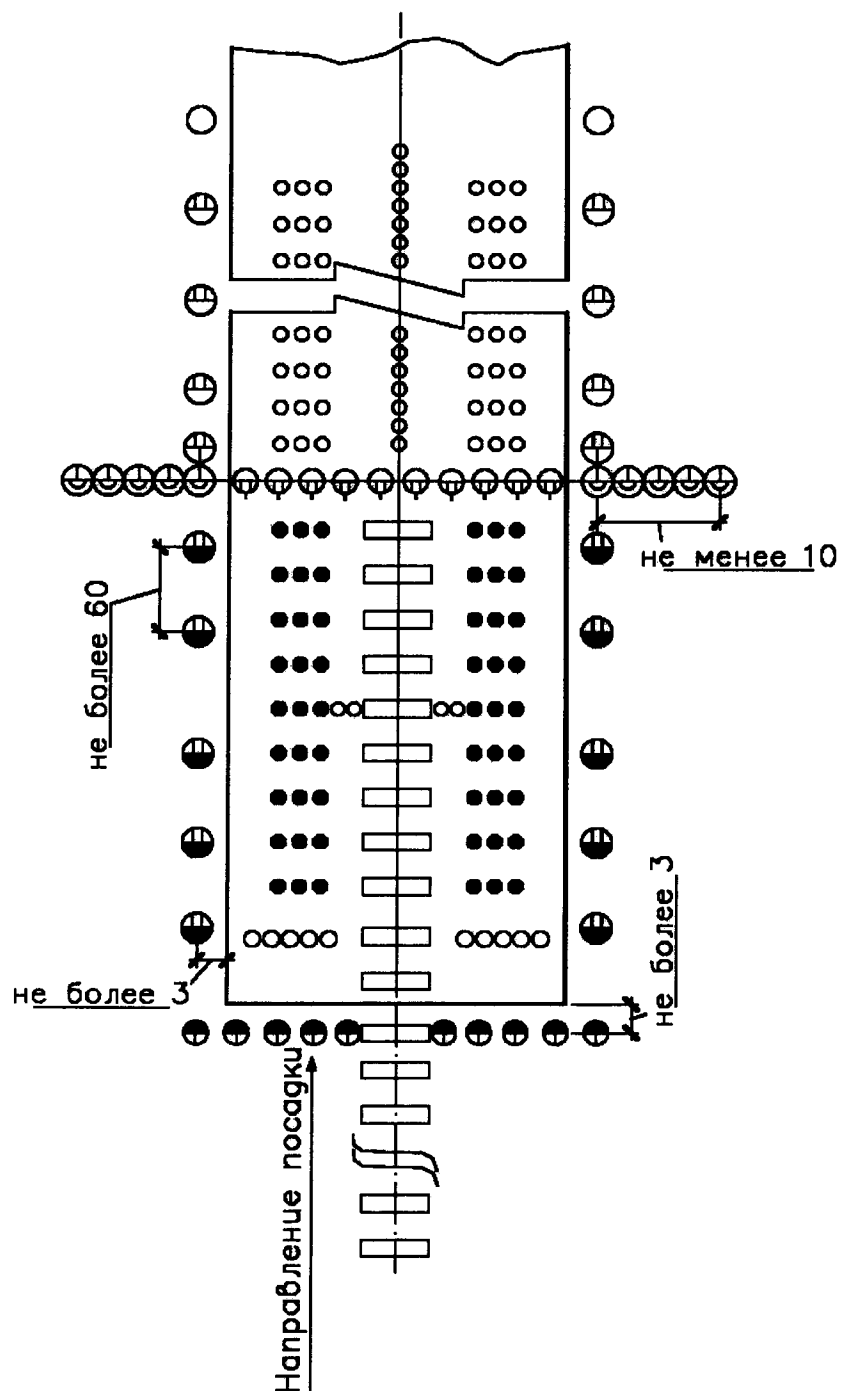 не менее 10
не более 60
не более 3
не более 3
Направление посадки